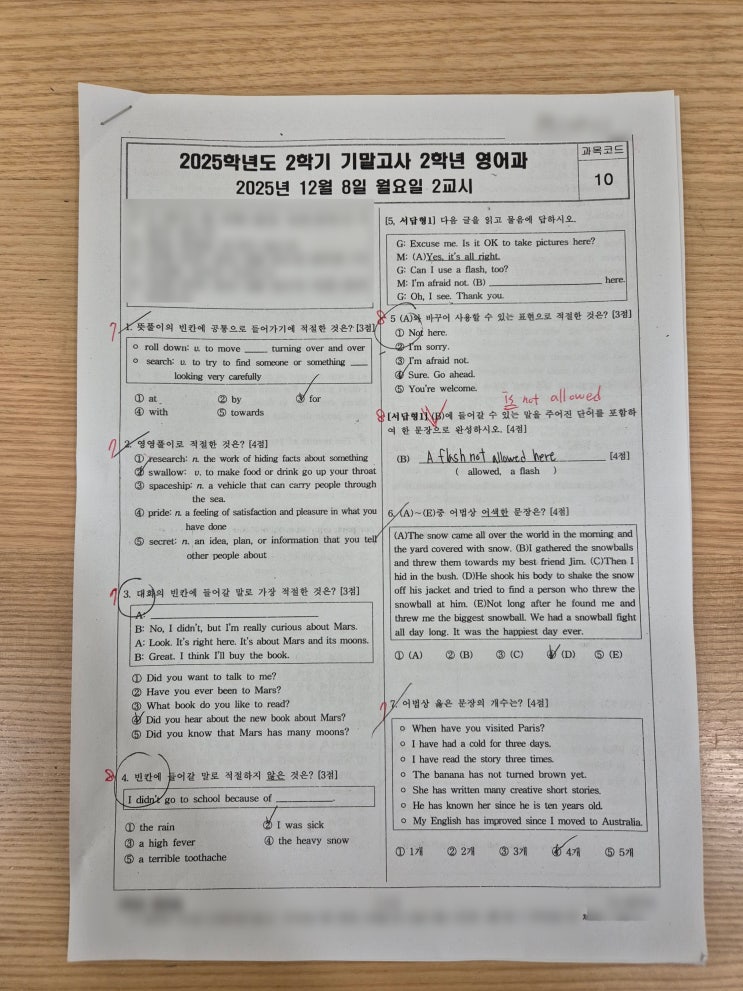 2025학년도 2학기 기말고사 2학년 영어과
2025년 12월 8일 월요일 2교시
과목코드
10
7 1. 뜻풀이의 빈칸에 공통으로 들어가기에 적절한 것은? [3점]
○ roll down: v. to move ____ turning over and over
○ search: v. to try to find someone or something ____
looking very carefully
① at ② by ③ for
④ with ⑤ towards
2. 영영풀이로 적절한 것은? [4점]
① research: n. the work of hiding facts about something
② swallow: v. to make food or drink go up your throat
③ spaceship: n. a vehicle that can carry people through
the sea.
④ pride: n. a feeling of satisfaction and pleasure in what you
have done
⑤ secret: n. an idea, plan, or information that you tell
other people about
3. 대화의 빈칸에 들어갈 말로 가장 적절한 것은? [3점]
A: ____
B: No, I didn't, but I'm really curious about Mars.
A: Look. It's right here. It's about Mars and its moons.
B: Great. I think I'll buy the book.
① Did you want to talk to me?
② Have you ever been to Mars?
③ What book do you like to read?
④ Did you hear about the new book about Mars?
⑤ Did you know that Mars has many moons?
8 4. 빈칸에 들어갈 말로 적절하지 않은 것은? [3점]
I didn't go to school because of ____.
① the rain ② I was sick
③ a high fever ④ the heavy snow
⑤ a terrible toothache
[5, 서답형1] 다음 글을 읽고 물음에 답하시오.
G: Excuse me. Is it OK to take pictures here?
M: (A)Yes, it's all right.
G: Can I use a flash, too?
M: I'm afraid not. (B) ____ here.
G: Oh, I see. Thank you.
8 5 (A)와 바꾸어 사용할 수 있는 표현으로 적절한 것은? [3점]
① Not here.
② I'm sorry.
③ I'm afraid not.
④ Sure. Go ahead.
⑤ You're welcome.
is not allowed
8 [서답형1] (B)에 들어갈 수 있는 말을 주어진 단어를 포함하
여 한 문장으로 완성하시오. [4점]
(B) A flash not allowed here [4점]
( allowed, a flash )
6. (A)~(E)중 어법상 어색한 문장은? [4점]
(A)The snow came all over the world in the morning and
the yard covered with snow. (B)I gathered the snowballs
and threw them towards my best friend Jim. (C)Then I
hid in the bush. (D)He shook his body to shake the snow
off his jacket and tried to find a person who threw the
snowball at him. (E)Not long after he found me and
threw me the biggest snowball. We had a snowball fight
all day long. It was the happiest day ever.
① (A) ② (B) ③ (C) ④ (D) ⑤ (E)
7. 어법상 옳은 문장의 개수는? [4점]
○ When have you visited Paris?
○ I have had a cold for three days.
○ I have read the story three times.
○ The banana has not turned brown yet.
○ She has written many creative short stories.
○ He has known her since he is ten years old.
○ My English has improved since I moved to Australia.
① 1개 ② 2개 ③ 3개 ④ 4개 ⑤ 5개